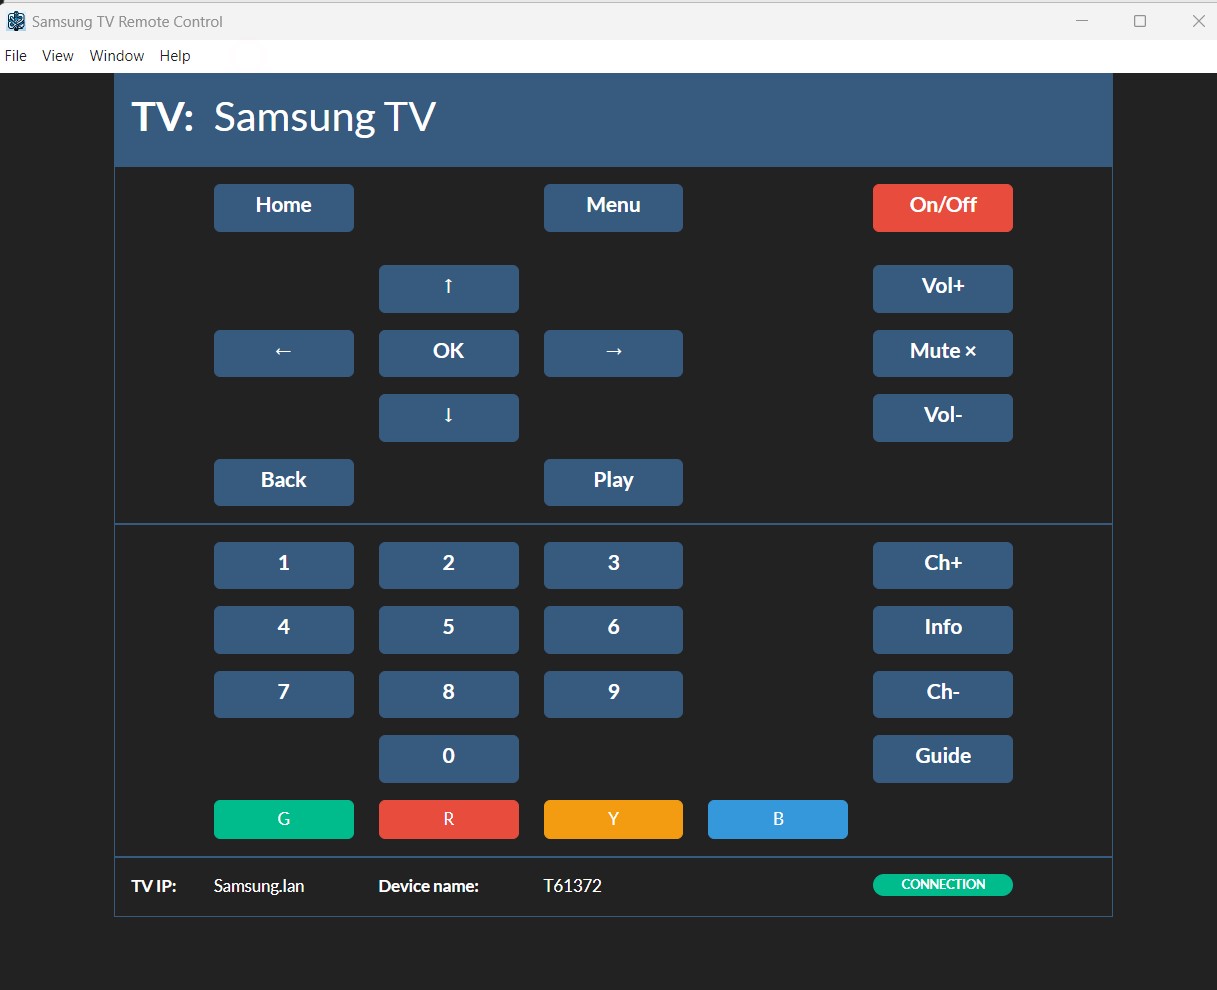 Samsung TV Remote Control
File View Window Help
TV: Samsung TV
Home Menu On/Off
↑ Vol+
← OK → Mute ×
↓ Vol-
Back Play
1 2 3 Ch+
4 5 6 Info
7 8 9 Ch-
0 Guide
G R Y B
TV IP: Samsung.lan Device name: T61372 CONNECTION